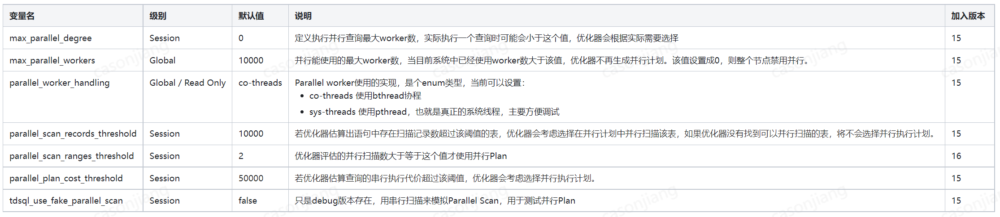 变量名 级别 默认值 说明 加入版本
max_parallel_degree Session 0 定义执行并行查询最大worker数，实际执行一个查询时可能会小于这个值，优化器会根据实际需要选择 15
max_parallel_workers Global 10000 并行能使用的最大worker数，当目前系统中已经使用worker数大于该值，优化器不再生成并行计划。该值设置成0，则整个节点禁用并行。 15
parallel_worker_handling Global / Read Only co-threads Parallel worker使用的实现，是个enum类型，当前可以设置： 15
• co-threads 使用bthread协程
• sys-threads 使用pthread，也就是真正的系统线程，主要方便调试
parallel_scan_records_threshold Session 10000 若优化器估算出语句中存在扫描记录数超过该阈值的表，优化器会考虑选择在并行计划中并行扫描该表，如果优化器没有找到可以并行扫描的表，将不会选择并行执行计划。 15
parallel_scan_ranges_threshold Session 2 优化器评估的并行扫描数大于等于这个值才使用并行Plan 16
parallel_plan_cost_threshold Session 50000 若优化器估算查询的串行执行代价超过该阈值，优化器会考虑选择并行执行计划。 15
tdsql_use_fake_parallel_scan Session false 只是debug版本存在，用串行扫描来模拟Parallel Scan，用于测试并行Plan 15
casonjiang
casonjiang
casonjiang
casonjiang
casonjiang
casonjiang
casonjiang
casonjiang
casonjiang
casonjiang
casonjiang